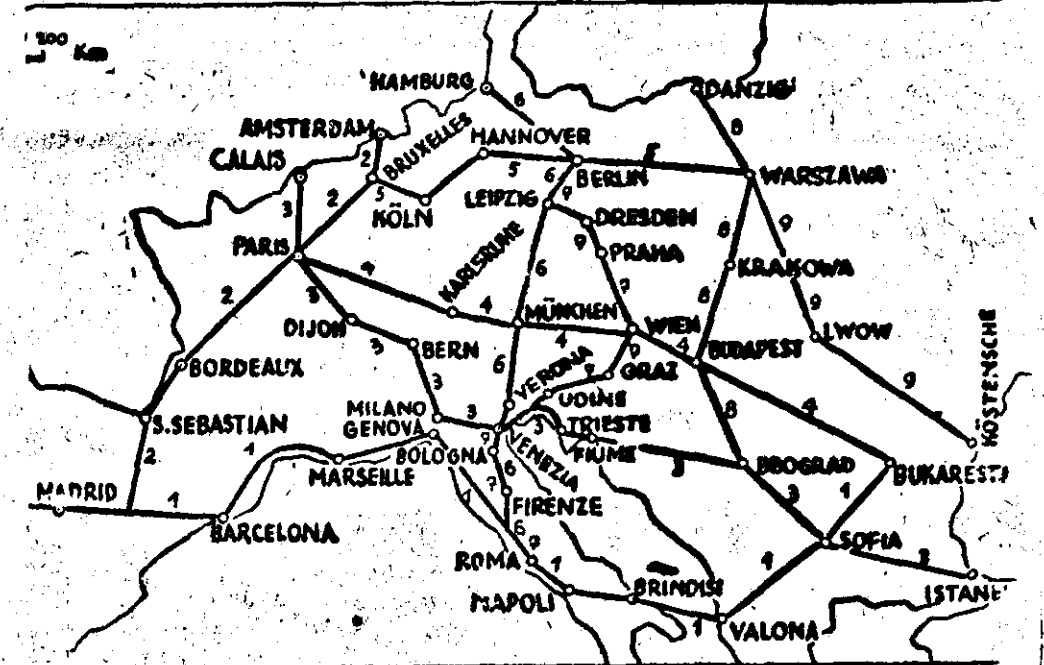 200 Km
HAMBURG
DANZIG
AMSTERDAM
BRUXELLES
HANNOVER
CALAIS
BERLIN
WARSZAWA
LEIPZIG
KÖLN
DRESDEN
PARIS
KARLSRUHE
PRAHA
KRAKOWA
MÜNCHEN
WIEN
LWOW
DIJON
BERN
BUDAPEST
KÖSTENSCHE
BORDEAUX
VERONA
GRAZ
UDINE
MILANO
GENOVA
TRIESTE
S.SEBASTIAN
FIUME
BOLOGNA
VENEZIA
BEOGRAD
MARSEILLE
BUKAREST
MADRID
FIRENZE
BARCELONA
SOFIA
ROMA
BRINDISI
ISTANB
NAPOLI
VALONA